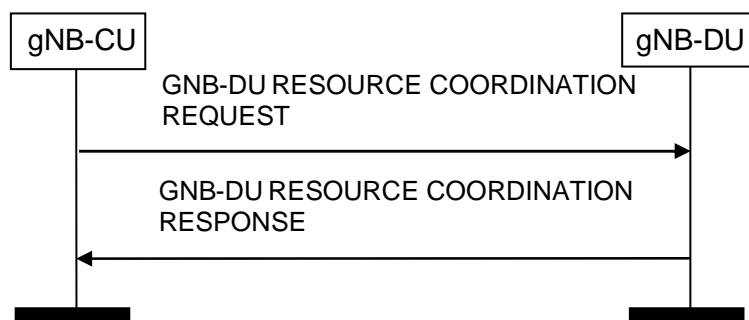 gNB-CU
gNB-DU
GNB-DU RESOURCE COORDINATION
REQUEST
GNB-DU RESOURCE COORDINATION
RESPONSE